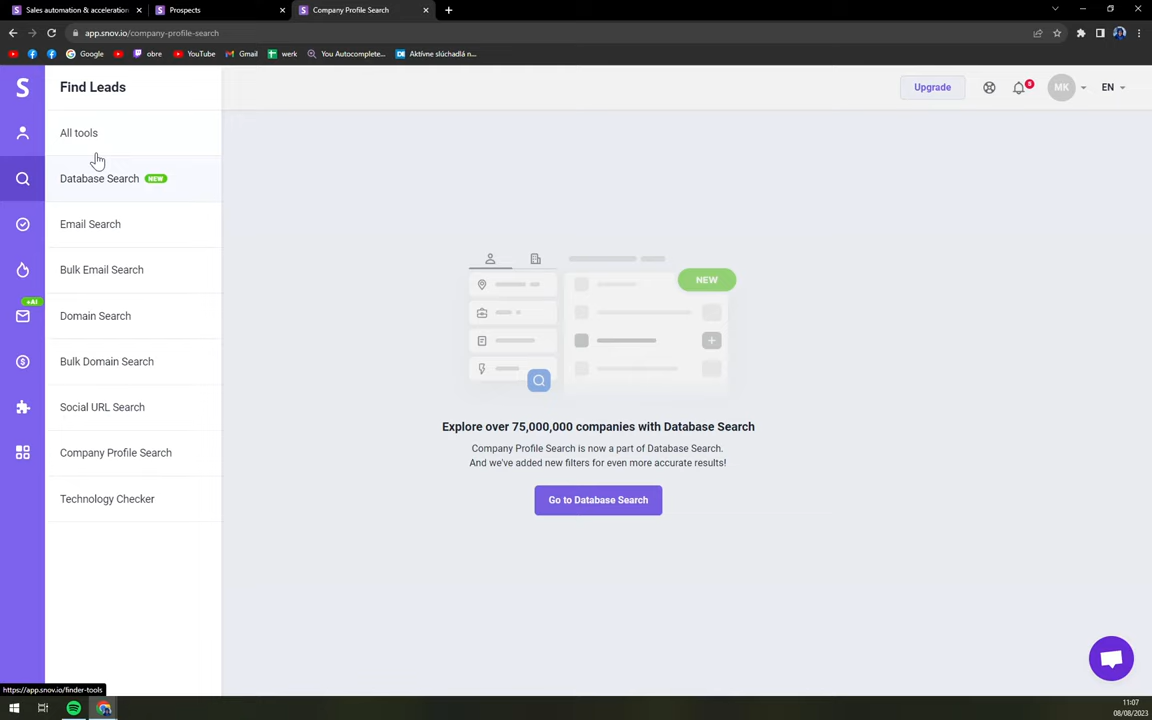 Sales automation & acceleration
Prospects
Company Profile Search
app.snov.io/company-profile-search
Google
obre
YouTube
Gmail
werk
You Autocomplete...
Aktívne slúchadlá n...
S
Find Leads
Upgrade
8
MK
EN
All tools
Database Search NEW
Email Search
Bulk Email Search
+AI
Domain Search
Bulk Domain Search
Social URL Search
Company Profile Search
Technology Checker
NEW
Explore over 75,000,000 companies with Database Search
Company Profile Search is now a part of Database Search.
And we've added new filters for even more accurate results!
Go to Database Search
https://app.snov.io/finder-tools
11:07
08/08/2023